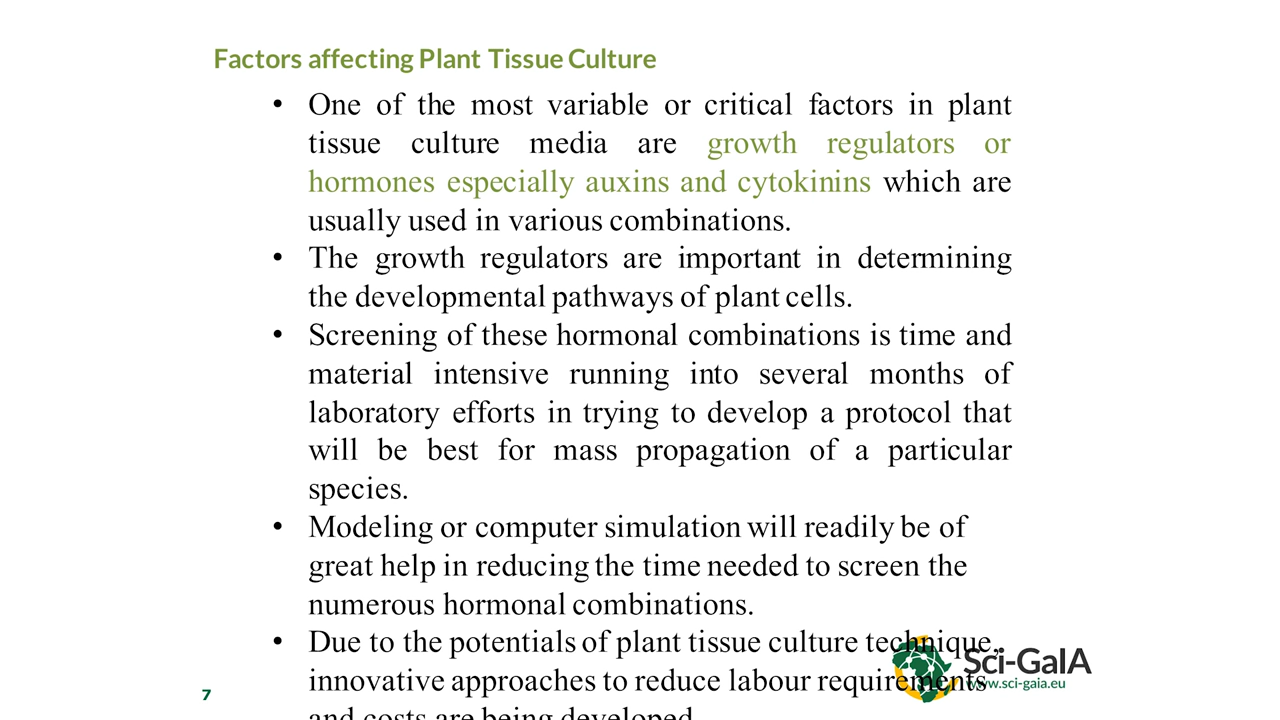 Factors affecting Plant Tissue Culture
• One of the most variable or critical factors in plant
tissue culture media are growth regulators or
hormones especially auxins and cytokinins which are
usually used in various combinations.
• The growth regulators are important in determining
the developmental pathways of plant cells.
• Screening of these hormonal combinations is time and
material intensive running into several months of
laboratory efforts in trying to develop a protocol that
will be best for mass propagation of a particular
species.
• Modeling or computer simulation will readily be of
great help in reducing the time needed to screen the
numerous hormonal combinations.
• Due to the potentials of plant tissue culture technique,
innovative approaches to reduce labour requirements
and costs are being developed
Sci-GaIA
www.sci-gaia.eu
7